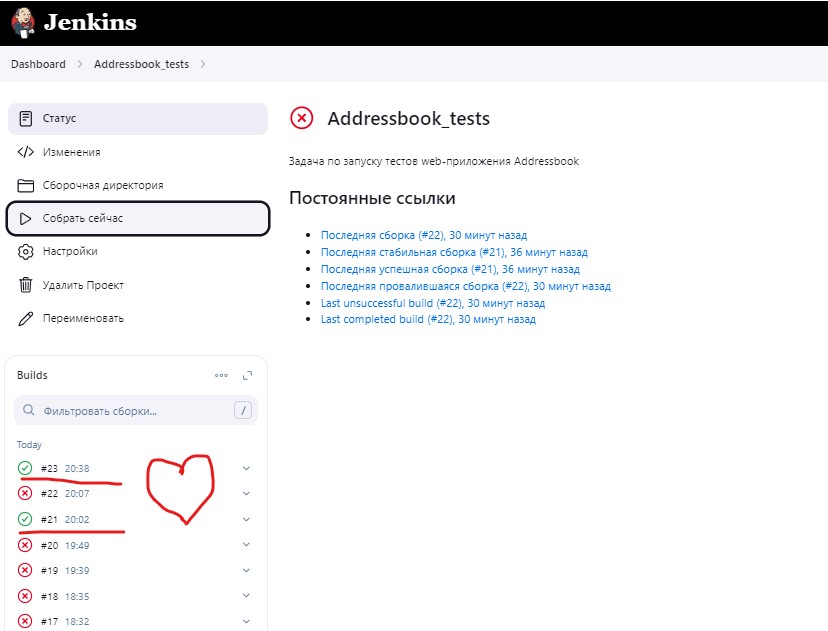 Jenkins
Dashboard > Addressbook_tests >
Статус
Изменения
Сборочная директория
Собрать сейчас
Настройки
Удалить Проект
Переименовать
Addressbook_tests
Задача по запуску тестов web-приложения Addressbook
Постоянные ссылки
Последняя сборка (#22), 30 минут назад
Последняя стабильная сборка (#21), 36 минут назад
Последняя успешная сборка (#21), 36 минут назад
Последняя провалившаяся сборка (#22), 30 минут назад
Last unsuccessful build (#22), 30 минут назад
Last completed build (#22), 30 минут назад
Builds
Фильтровать сборки... /
Today
#23 20:38
#22 20:07
#21 20:02
#20 19:49
#19 19:39
#18 18:35
#17 18:32